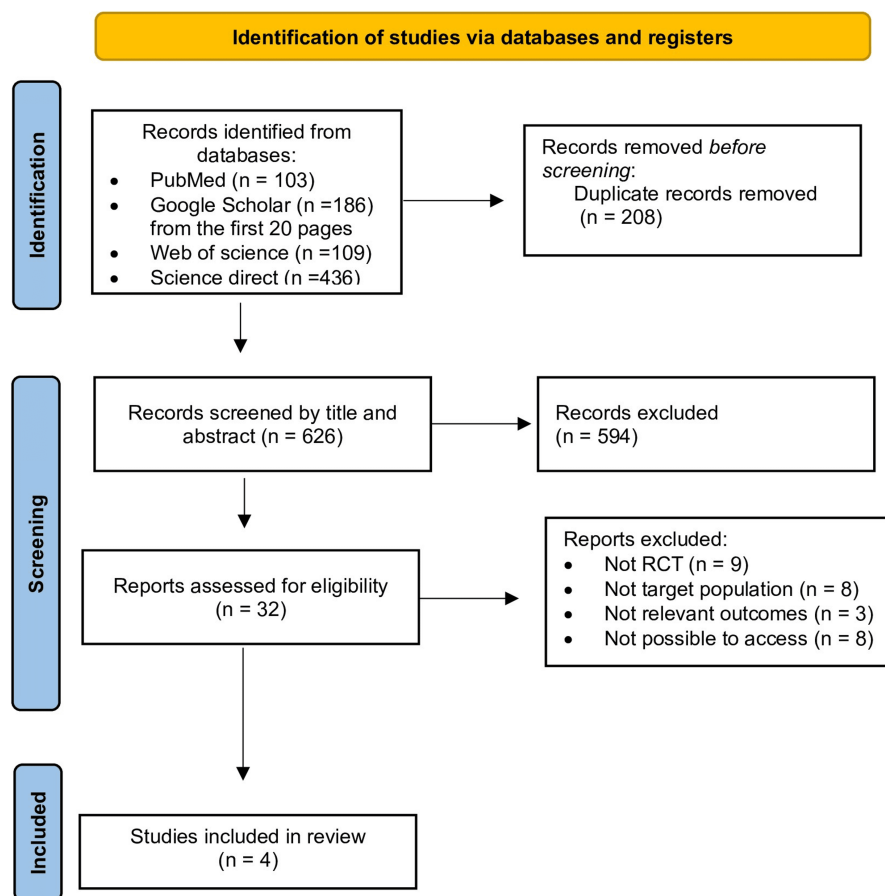 Identification of studies via databases and registers
Identification
Records identified from
databases:
• PubMed (n = 103)
• Google Scholar (n =186)
from the first 20 pages
• Web of science (n =109)
• Science direct (n =436)
Records removed before
screening:
Duplicate records removed
(n = 208)
Screening
Records screened by title and
abstract (n = 626)
Records excluded
(n = 594)
Reports assessed for eligibility
(n = 32)
Reports excluded:
• Not RCT (n = 9)
• Not target population (n = 8)
• Not relevant outcomes (n = 3)
• Not possible to access (n = 8)
Included
Studies included in review
(n = 4)